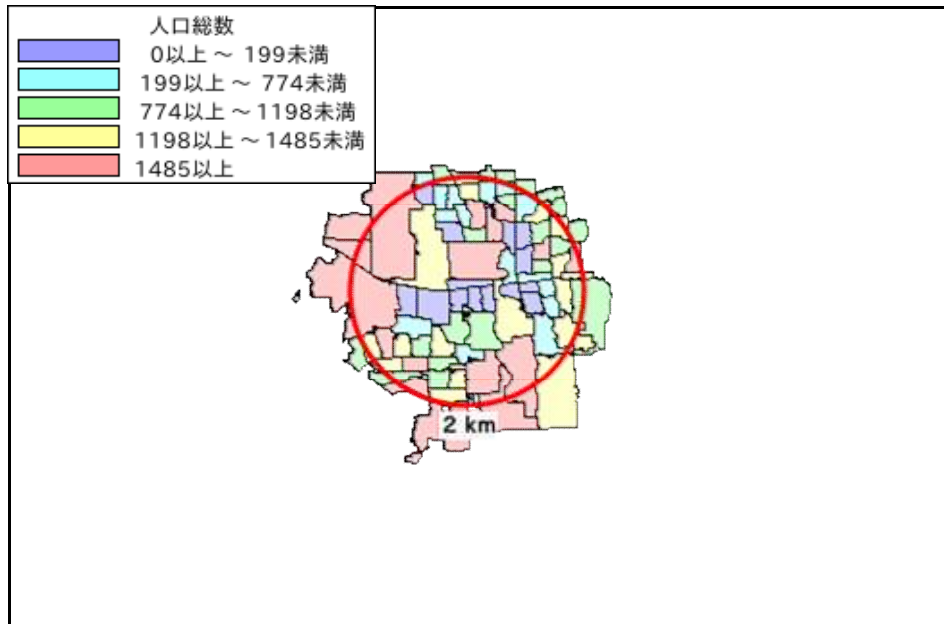 人口総数
0以上 ～ 199未満
199以上 ～ 774未満
774以上 ～ 1198未満
1198以上 ～ 1485未満
1485以上
2 km